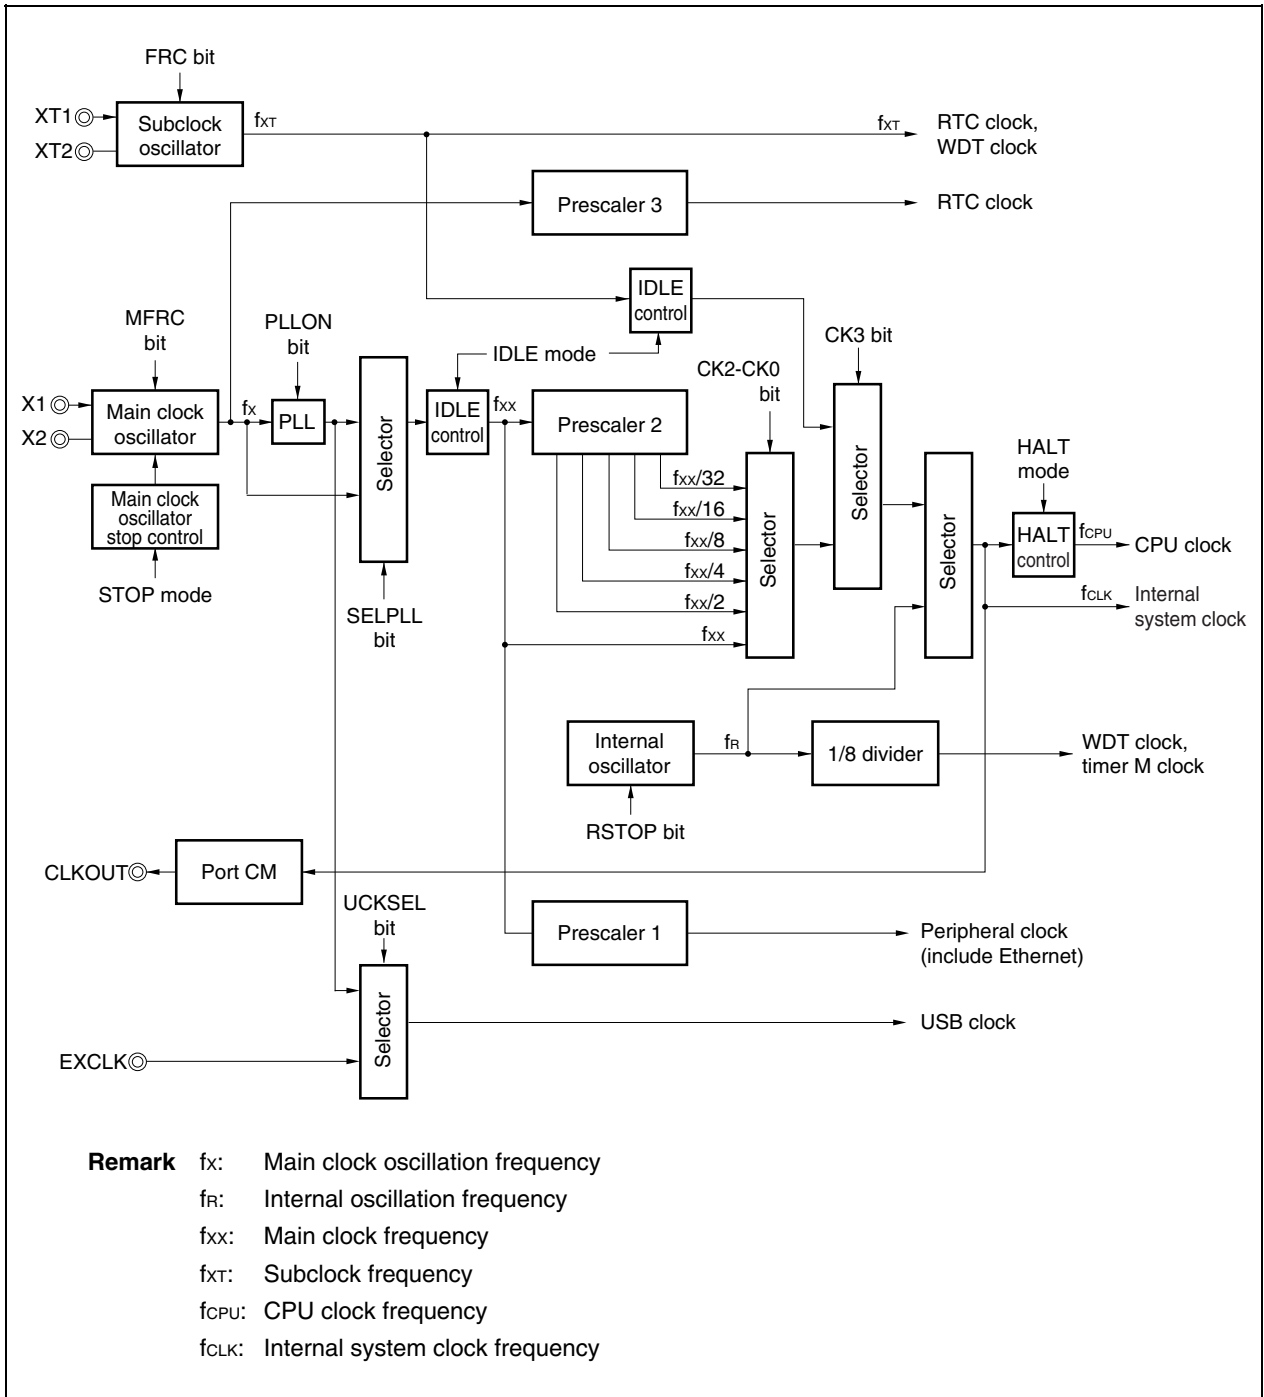 FRC bit
XT1
XT2
Subclock
oscillator
fXT
fXT
RTC clock,
WDT clock
Prescaler 3
RTC clock
IDLE
control
MFRC
bit
PLLON
bit
IDLE mode
CK3 bit
CK2-CK0
bit
X1
X2
Main clock
oscillator
fX
PLL
Selector
IDLE
control
fXX
Prescaler 2
fXX/32
fXX/16
fXX/8
fXX/4
fXX/2
fXX
Selector
Selector
Selector
HALT
mode
HALT
control
fCPU
CPU clock
fCLK
Internal
system clock
Main clock
oscillator
stop control
STOP mode
SELPLL
bit
Internal
oscillator
fR
1/8 divider
WDT clock,
timer M clock
RSTOP bit
CLKOUT
Port CM
UCKSEL
bit
Prescaler 1
Peripheral clock
(include Ethernet)
Selector
USB clock
EXCLK
Remark fX: Main clock oscillation frequency
fR: Internal oscillation frequency
fXX: Main clock frequency
fXT: Subclock frequency
fCPU: CPU clock frequency
fCLK: Internal system clock frequency